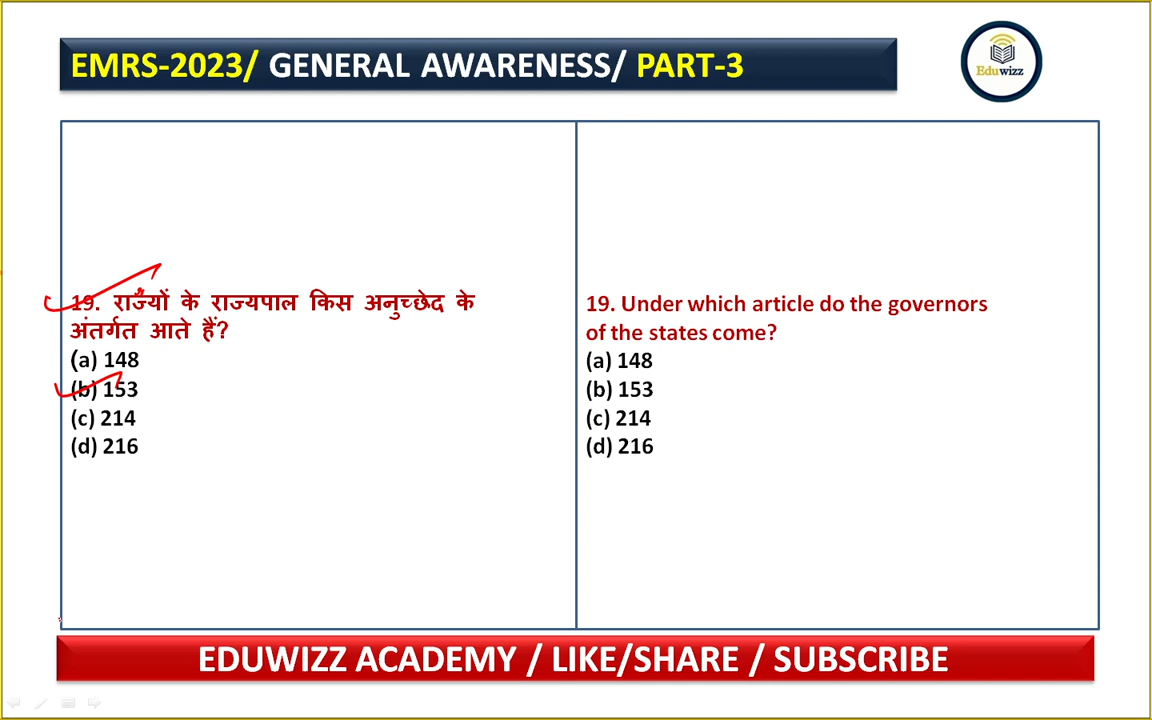 EMRS-2023/ GENERAL AWARENESS/ PART-3
Eduwizz
19. राज्यों के राज्यपाल किस अनुच्छेद के
अंतर्गत आते हैं?
(a) 148
(b) 153
(c) 214
(d) 216
19. Under which article do the governors
of the states come?
(a) 148
(b) 153
(c) 214
(d) 216
EDUWIZZ ACADEMY / LIKE/SHARE / SUBSCRIBE